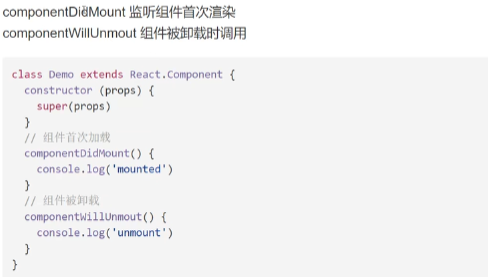 componentDidMount 监听组件首次渲染
componentWillUnmout 组件被卸载时调用
class Demo extends React.Component {
  constructor (props) {
    super(props)
  }
  // 组件首次加载
  componentDidMount() {
    console.log('mounted')
  }
  // 组件被卸载
  componentWillUnmout() {
    console.log('unmount')
  }
}